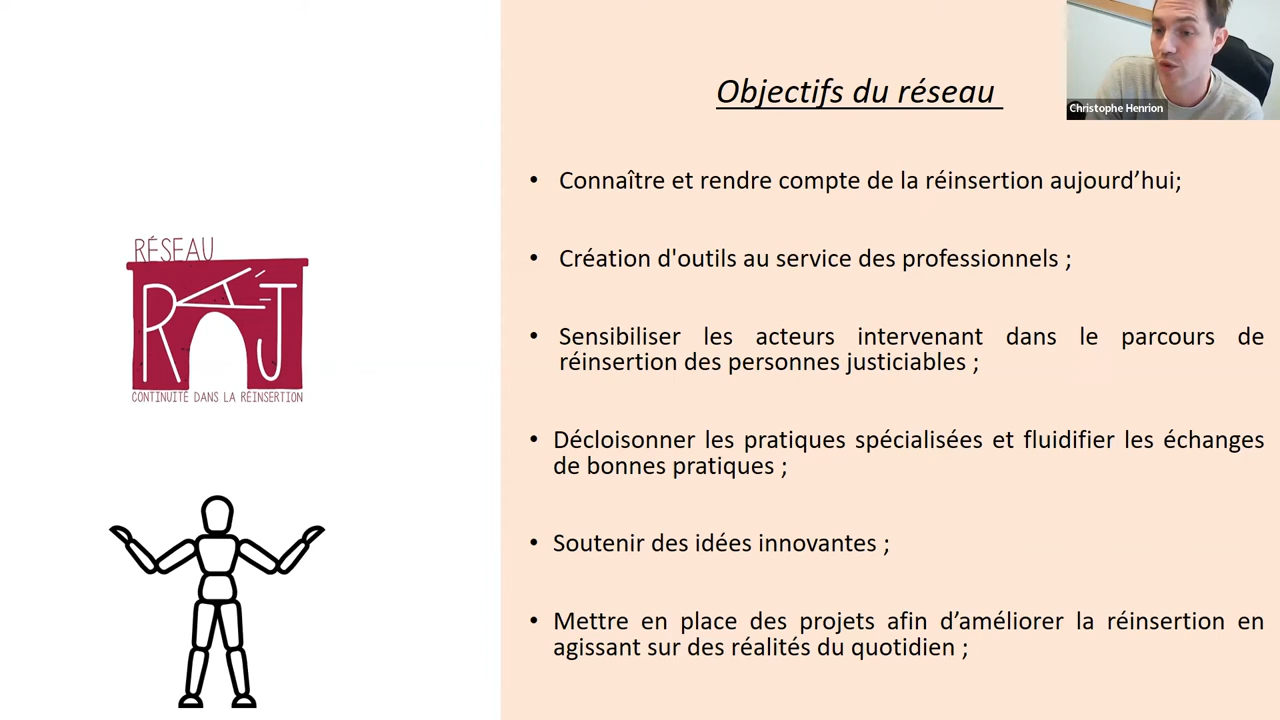 Objectifs du réseau
Christophe Henrion
• Connaître et rendre compte de la réinsertion aujourd’hui;
• Création d'outils au service des professionnels ;
• Sensibiliser les acteurs intervenant dans le parcours de
réinsertion des personnes justiciables ;
• Décloisonner les pratiques spécialisées et fluidifier les échanges
de bonnes pratiques ;
• Soutenir des idées innovantes ;
• Mettre en place des projets afin d’améliorer la réinsertion en
agissant sur des réalités du quotidien ;
RÉSEAU
RAJ
CONTINUITÉ DANS LA RÉINSERTION